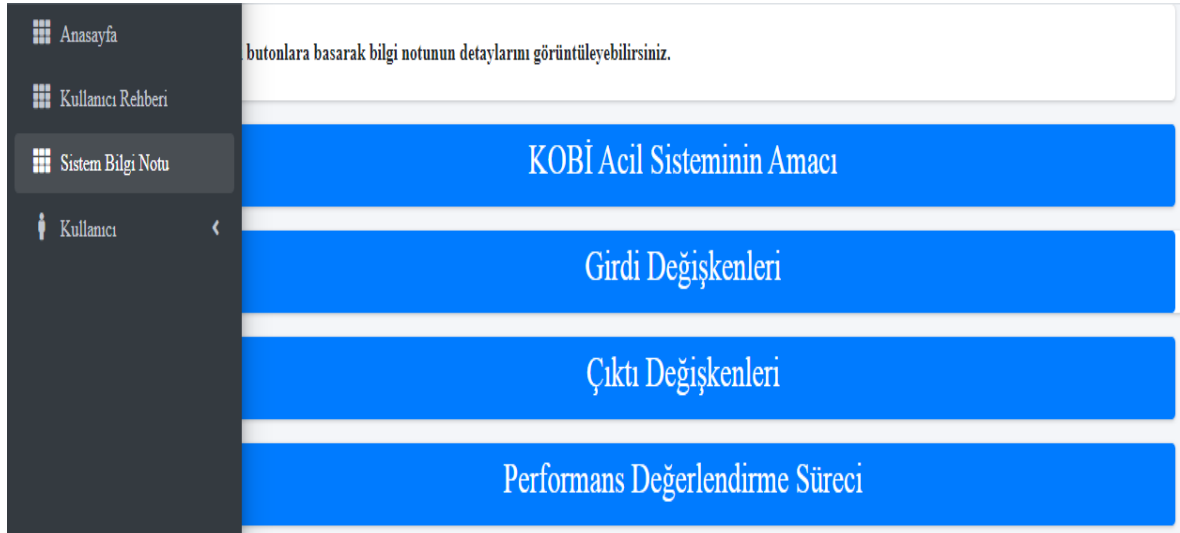 Anasayfa
Kullanıcı Rehberi
Sistem Bilgi Notu
Kullanıcı
butonlara basarak bilgi notunun detaylarını görüntüleyebilirsiniz.
KOBİ Acil Sisteminin Amacı
Girdi Değişkenleri
Çıktı Değişkenleri
Performans Değerlendirme Süreci